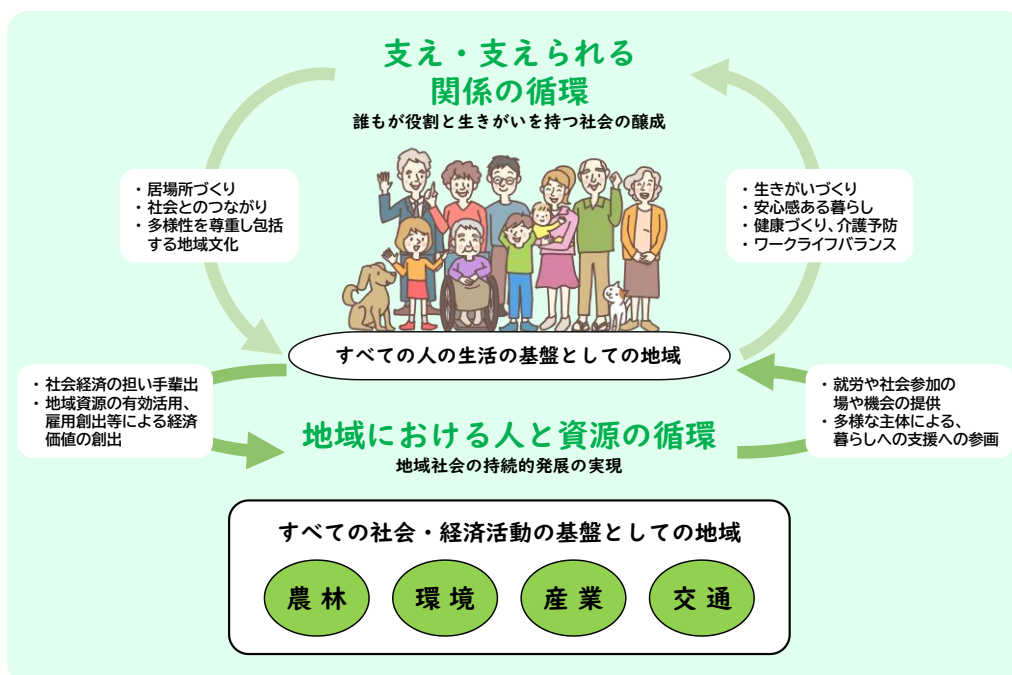 支え・支えられる
関係の循環
誰もが役割と生きがいを持つ社会の醸成
・居場所づくり
・社会とのつながり
・多様性を尊重し包括
する地域文化
・生きがいづくり
・安心感ある暮らし
・健康づくり、介護予防
・ワークライフバランス
すべての人の生活の基盤としての地域
・社会経済の担い手輩出
・地域資源の有効活用、
雇用創出等による経済
価値の創出
・就労や社会参加の
場や機会の提供
・多様な主体による、
暮らしへの支援への参画
地域における人と資源の循環
地域社会の持続的発展の実現
すべての社会・経済活動の基盤としての地域
農林
環境
産業
交通